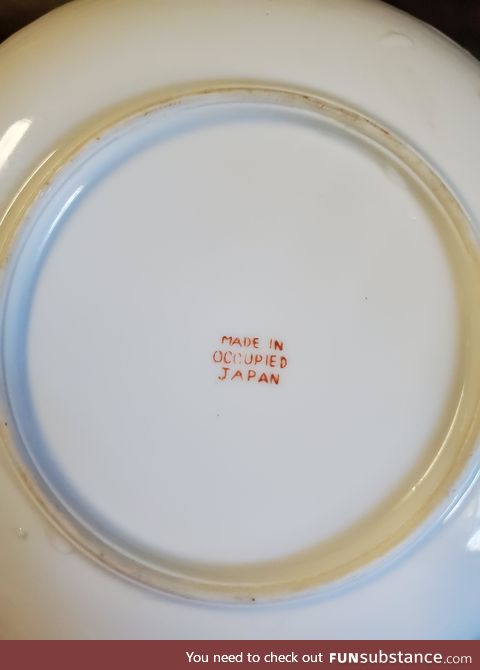 MADE IN
OCCUPIED
JAPAN
You need to check out FUNsubstance.com